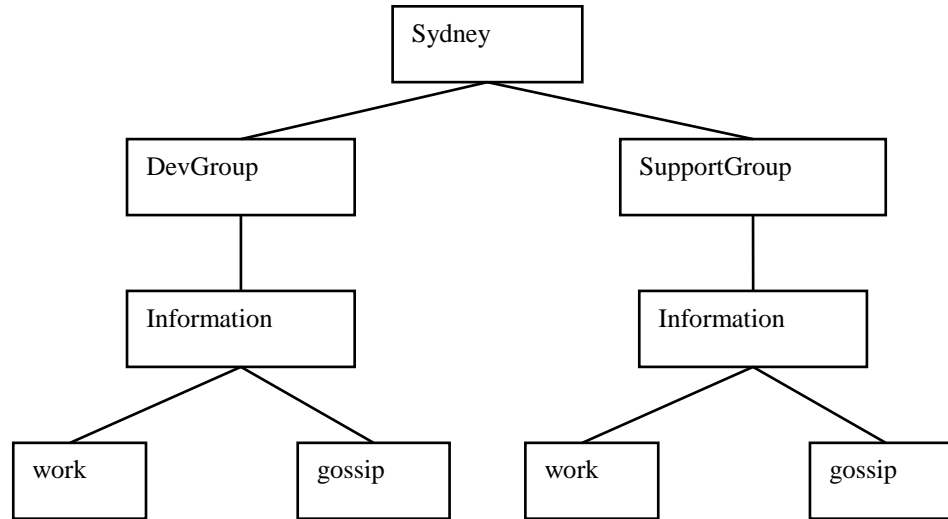 Sydney
DevGroup
SupportGroup
Information
Information
work
gossip
work
gossip